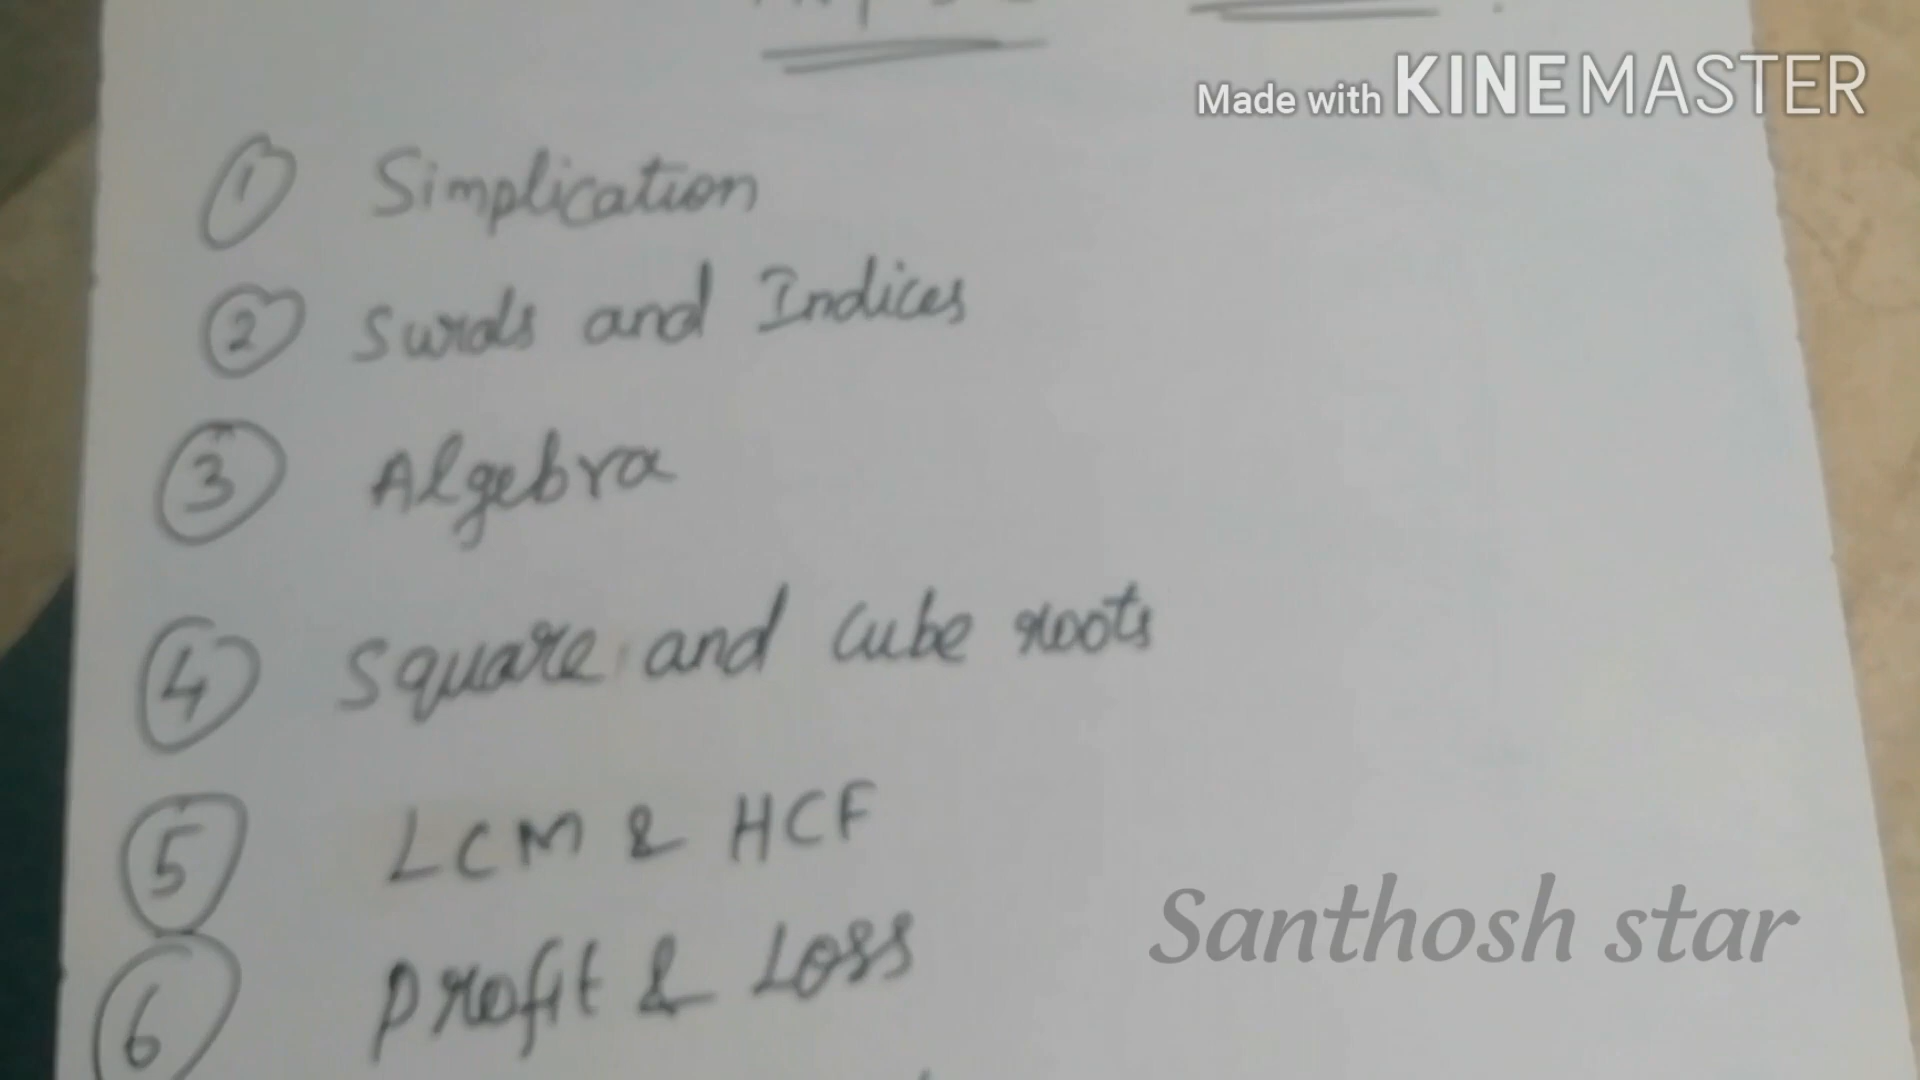 Made with KINEMASTER
1 Simplication
2 Surds and Indices
3 Algebra
4 Square and Cube roots
5 LCM & HCF
6 Profit & Loss
Santhosh star